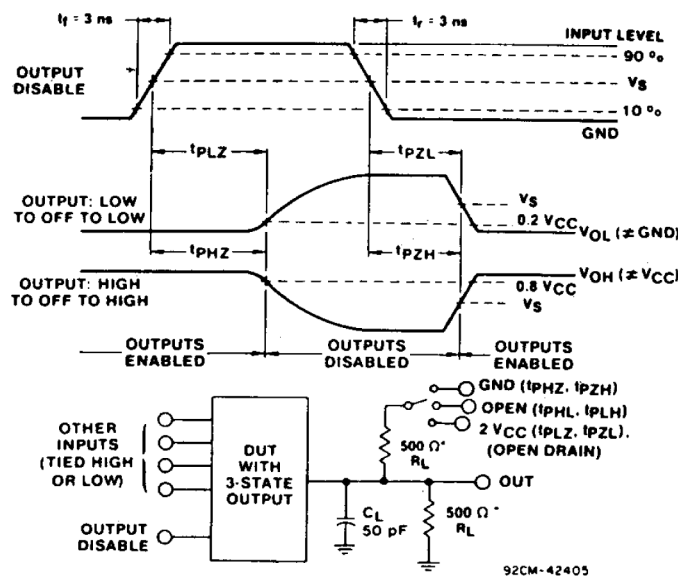 tf = 3 ns
tr = 3 ns
INPUT LEVEL
90 %
OUTPUT
DISABLE
VS
10 %
GND
tPLZ
tPZL
OUTPUT: LOW
TO OFF TO LOW
VS
0.2 VCC
VOL (≠ GND)
tPHZ
tPZH
OUTPUT: HIGH
TO OFF TO HIGH
VOH (≠ VCC)
0.8 VCC
VS
OUTPUTS
ENABLED
OUTPUTS
DISABLED
OUTPUTS
ENABLED
GND (tPHZ, tPZH)
OPEN (tPHL, tPLH)
2 VCC (tPLZ, tPZL),
(OPEN DRAIN)
OTHER
INPUTS
(TIED HIGH
OR LOW)
DUT
WITH
3-STATE
OUTPUT
500 Ω*
RL
OUT
OUTPUT
DISABLE
CL
50 pF
500 Ω*
RL
92CM-42405